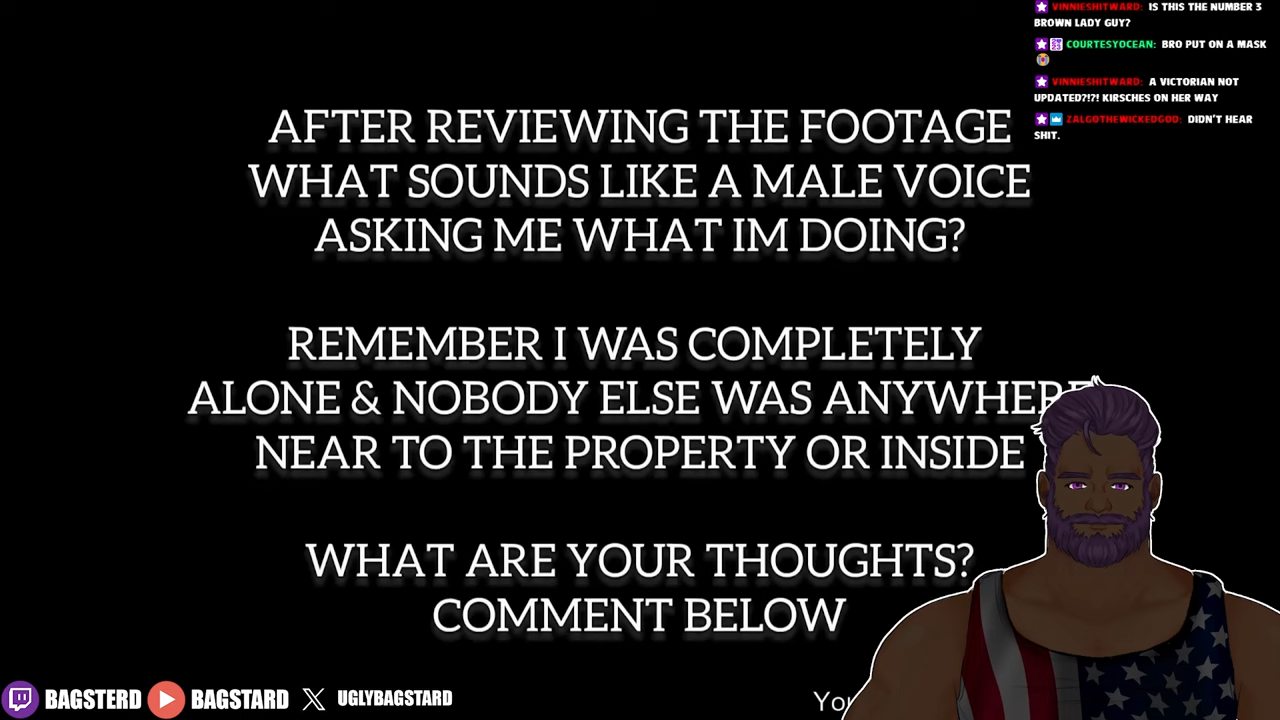 VINNIESHITWARD: IS THIS THE NUMBER 3
BROWN LADY GUY?
COURTESYOCEAN: BRO PUT ON A MASK
VINNIESHITWARD: A VICTORIAN NOT
UPDATED?!?! KIRSCHES ON HER WAY
ZALGOTHEWICKEDGOD: DIDN'T HEAR
SHIT.
AFTER REVIEWING THE FOOTAGE
WHAT SOUNDS LIKE A MALE VOICE
ASKING ME WHAT IM DOING?
REMEMBER I WAS COMPLETELY
ALONE & NOBODY ELSE WAS ANYWHERE
NEAR TO THE PROPERTY OR INSIDE
WHAT ARE YOUR THOUGHTS?
COMMENT BELOW
BAGSTERD BAGSTARD UGLYBAGSTARD